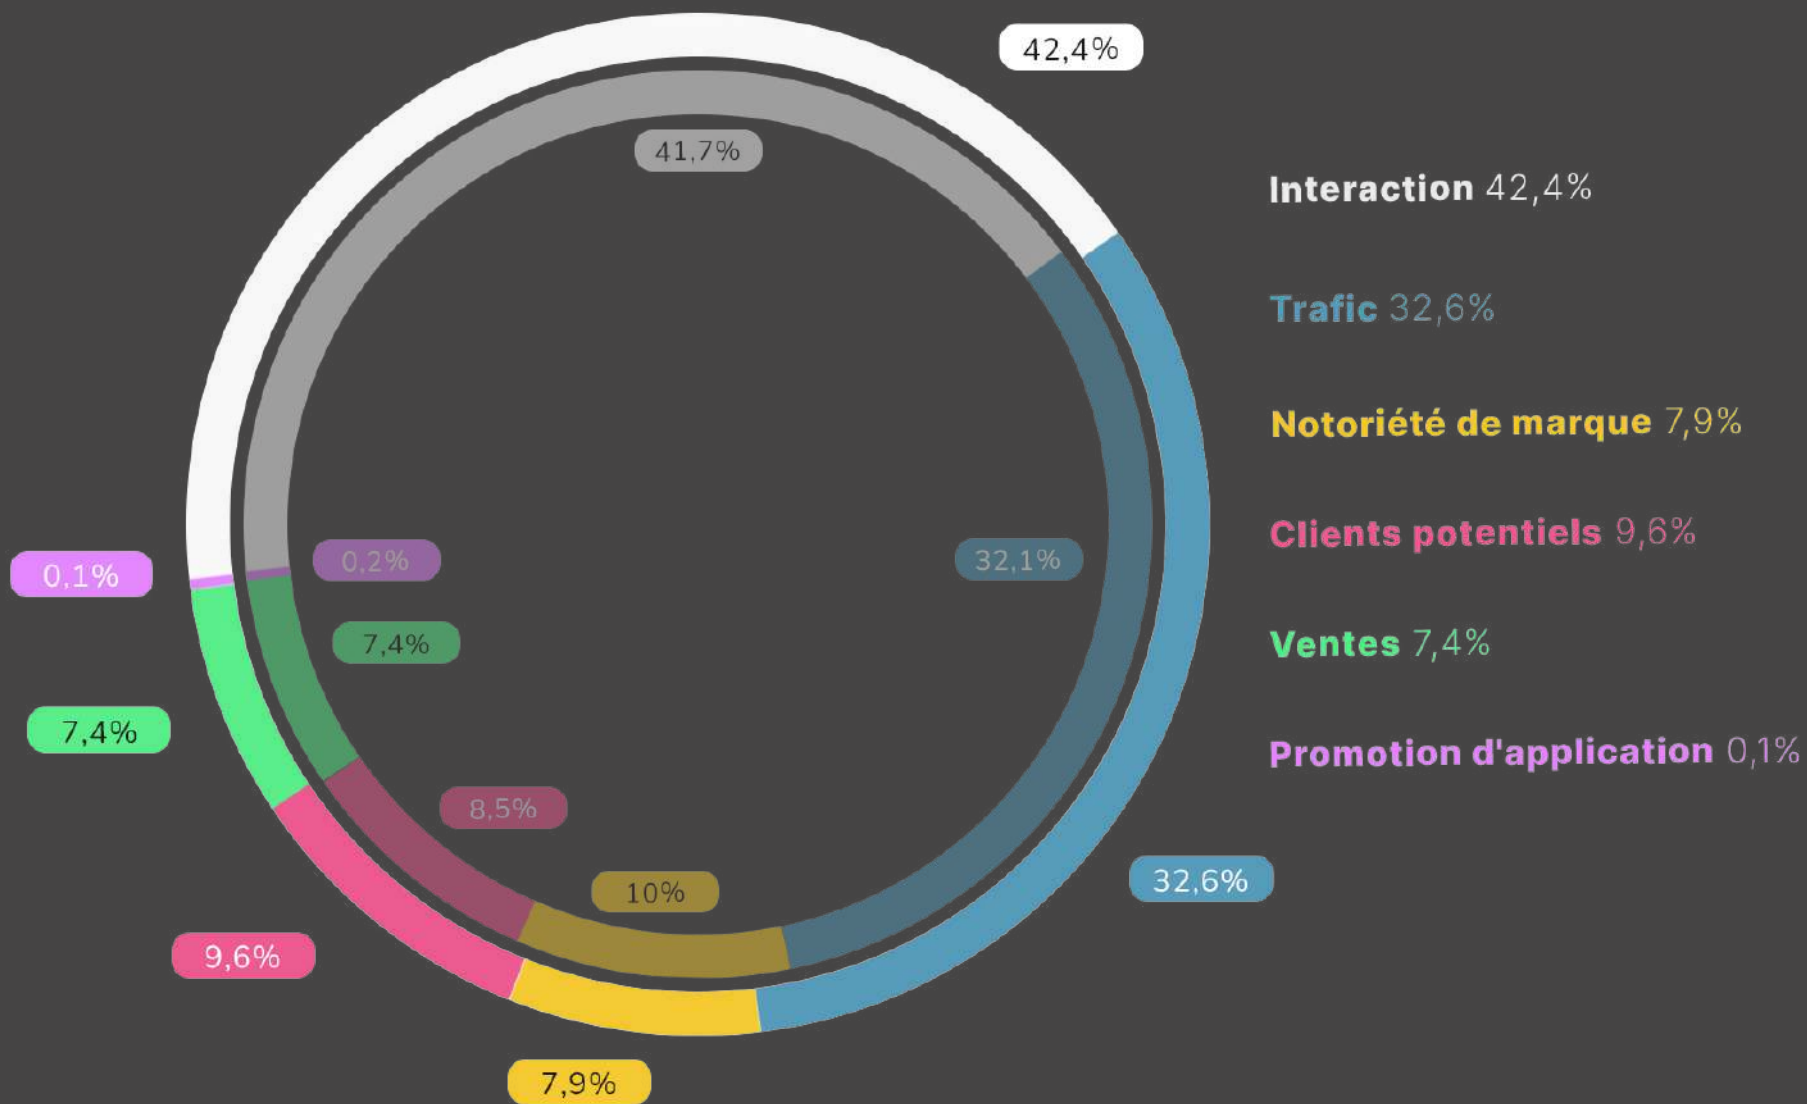 42,4%
41,7%
Interaction 42,4%
Trafic 32,6%
Notoriété de marque 7,9%
Clients potentiels 9,6%
Ventes 7,4%
Promotion d'application 0,1%
0,1%
0,2%
32,1%
7,4%
7,4%
8,5%
10%
32,6%
9,6%
7,9%